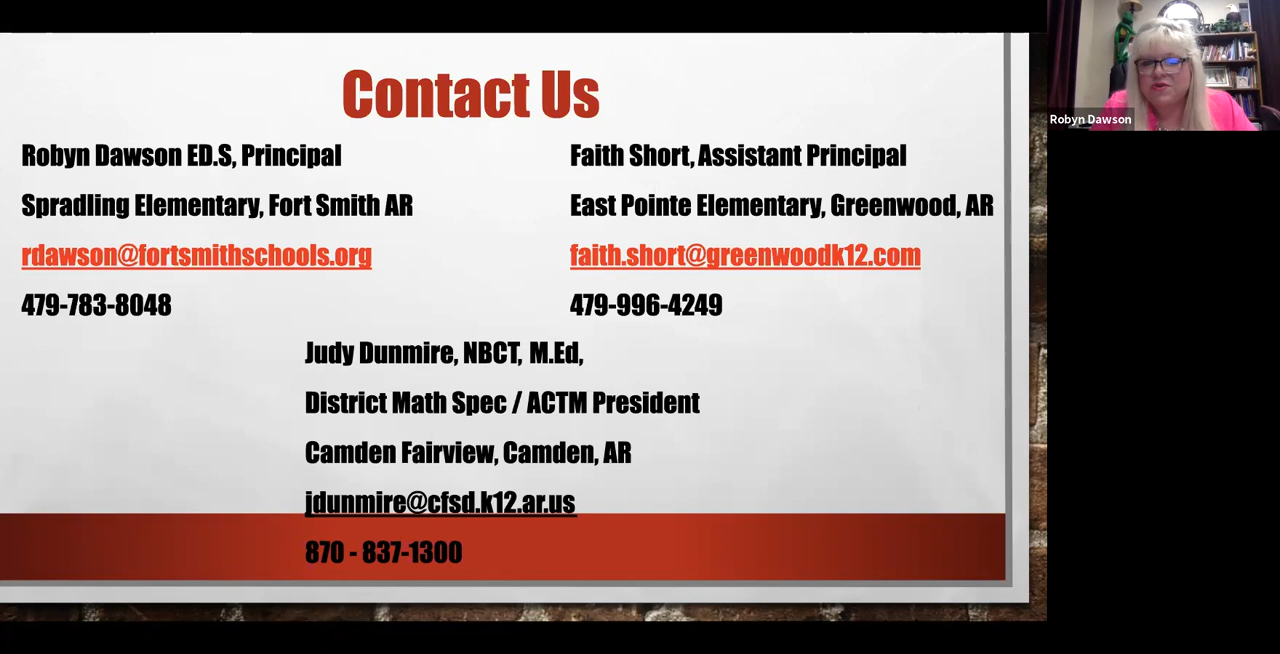 Contact Us
Robyn Dawson ED.S, Principal
Spradling Elementary, Fort Smith AR
rdawson@fortsmithschools.org
479-783-8048
Faith Short, Assistant Principal
East Pointe Elementary, Greenwood, AR
faith.short@greenwoodk12.com
479-996-4249
Judy Dunmire, NBCT, M.Ed,
District Math Spec / ACTM President
Camden Fairview, Camden, AR
jdunmire@cfsd.k12.ar.us
870 - 837-1300
Robyn Dawson